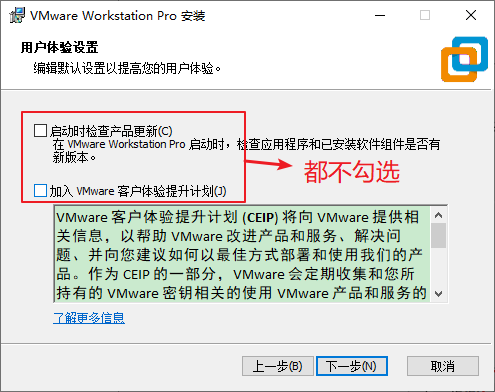 VMware Workstation Pro 安装
用户体验设置
编辑默认设置以提高您的用户体验。
启动时检查产品更新(C)
在 VMware Workstation Pro 启动时，检查应用程序和已安装软件组件是否有
新版本。
都不勾选
加入 VMware 客户体验提升计划(J)
VMware 客户体验提升计划 (CEIP) 将向 VMware 提供相
关信息，以帮助 VMware 改进产品和服务、解决问
题、并向您建议如何以最佳方式部署和使用我们的产
品。作为 CEIP 的一部分，VMware 会定期收集和您所
持有的 VMware 密钥相关的使用 VMware 产品和服务的
了解更多信息
上一步(B) 下一步(N) 取消